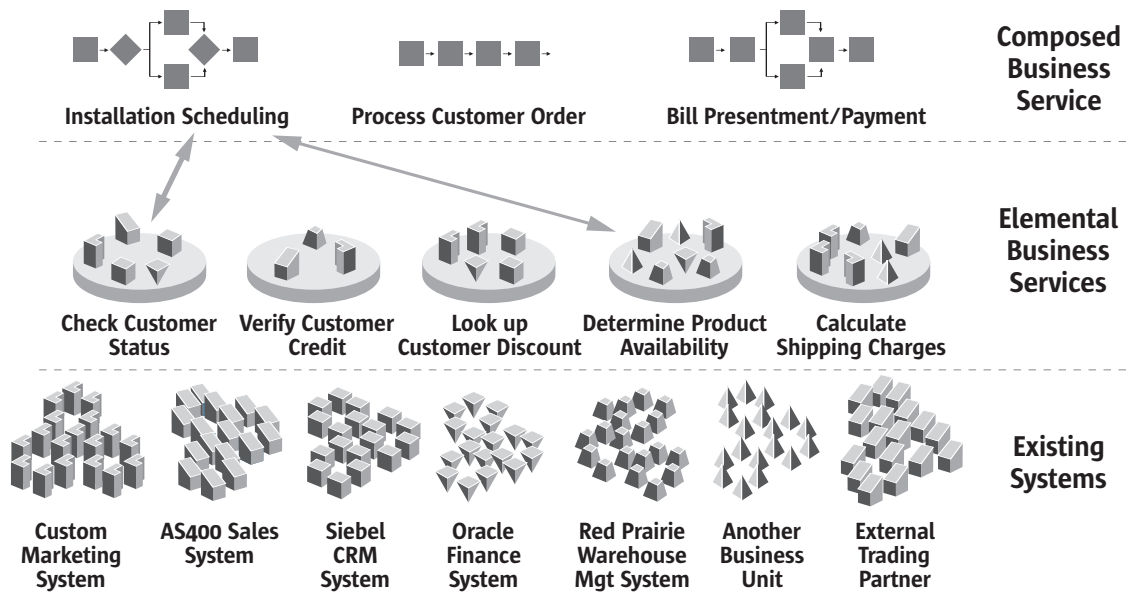 Composed
Business
Service
Installation Scheduling
Process Customer Order
Bill Presentment/Payment
Elemental
Business
Services
Check Customer
Status
Verify Customer
Credit
Look up
Customer Discount
Determine Product
Availability
Calculate
Shipping Charges
Existing
Systems
Custom
Marketing
System
AS400 Sales
System
Siebel
CRM
System
Oracle
Finance
System
Red Prairie
Warehouse
Mgt System
Another
Business
Unit
External
Trading
Partner